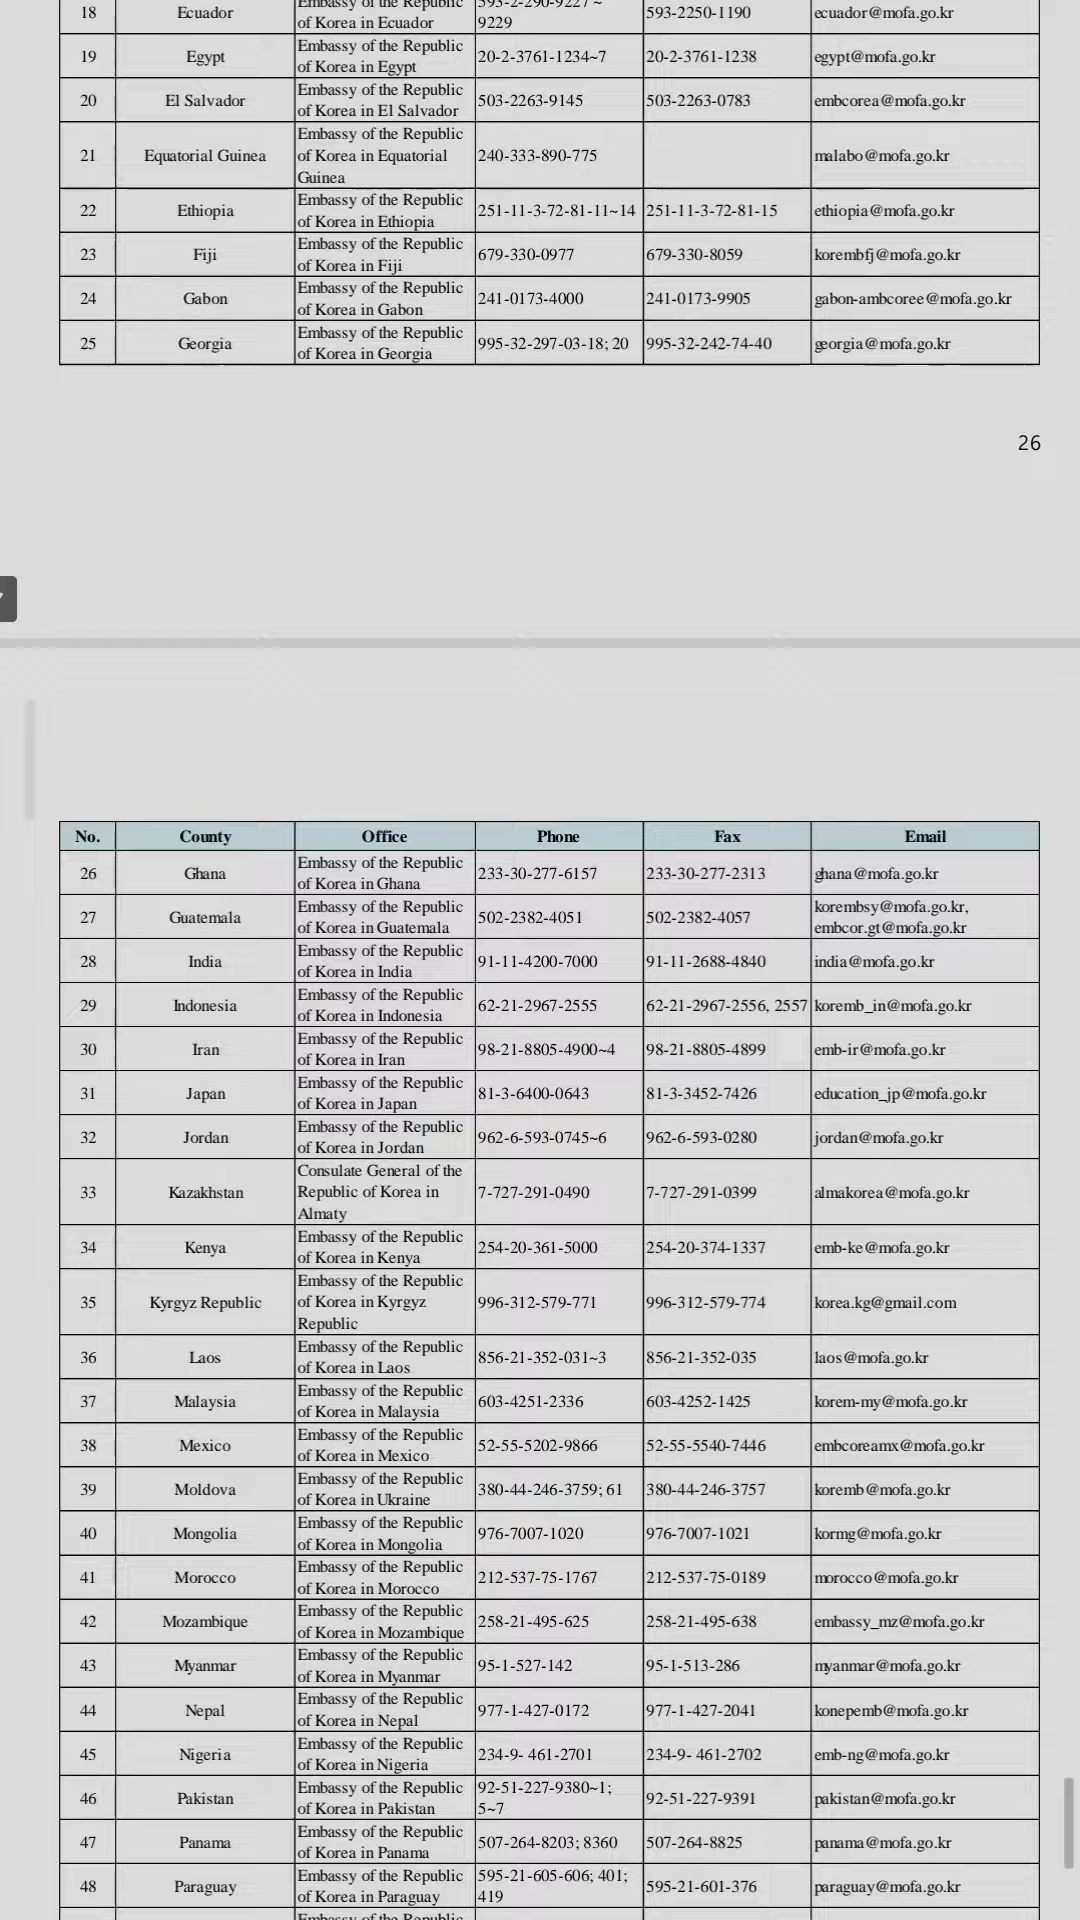 18 Ecuador Embassy of the Republic 593-2-290-9227 ~ 593-2250-1190 ecuador@mofa.go.kr
of Korea in Ecuador 9229
19 Egypt Embassy of the Republic 20-2-3761-1234~7 20-2-3761-1238 egypt@mofa.go.kr
of Korea in Egypt
20 El Salvador Embassy of the Republic 503-2263-9145 503-2263-0783 embcorea@mofa.go.kr
of Korea in El Salvador
Embassy of the Republic
21 Equatorial Guinea of Korea in Equatorial 240-333-890-775 malabo@mofa.go.kr
Guinea
22 Ethiopia Embassy of the Republic 251-11-3-72-81-11~14 251-11-3-72-81-15 ethiopia@mofa.go.kr
of Korea in Ethiopia
23 Fiji Embassy of the Republic 679-330-0977 679-330-8059 korembfj@mofa.go.kr
of Korea in Fiji
24 Gabon Embassy of the Republic 241-0173-4000 241-0173-9905 gabon-ambcoree@mofa.go.kr
of Korea in Gabon
25 Georgia Embassy of the Republic 995-32-297-03-18; 20 995-32-242-74-40 georgia@mofa.go.kr
of Korea in Georgia
26
No. County Office Phone Fax Email
26 Ghana Embassy of the Republic 233-30-277-6157 233-30-277-2313 ghana@mofa.go.kr
of Korea in Ghana
27 Guatemala Embassy of the Republic 502-2382-4051 502-2382-4057 korembsy@mofa.go.kr,
of Korea in Guatemala embcor.gt@mofa.go.kr
28 India Embassy of the Republic 91-11-4200-7000 91-11-2688-4840 india@mofa.go.kr
of Korea in India
29 Indonesia Embassy of the Republic 62-21-2967-2555 62-21-2967-2556, 2557 koremb_in@mofa.go.kr
of Korea in Indonesia
30 Iran Embassy of the Republic 98-21-8805-4900~4 98-21-8805-4899 emb-ir@mofa.go.kr
of Korea in Iran
31 Japan Embassy of the Republic 81-3-6400-0643 81-3-3452-7426 education_jp@mofa.go.kr
of Korea in Japan
32 Jordan Embassy of the Republic 962-6-593-0745~6 962-6-593-0280 jordan@mofa.go.kr
of Korea in Jordan
Consulate General of the
33 Kazakhstan Republic of Korea in 7-727-291-0490 7-727-291-0399 almakorea@mofa.go.kr
Almaty
34 Kenya Embassy of the Republic 254-20-361-5000 254-20-374-1337 emb-ke@mofa.go.kr
of Korea in Kenya
Embassy of the Republic
35 Kyrgyz Republic of Korea in Kyrgyz 996-312-579-771 996-312-579-774 korea.kg@gmail.com
Republic
36 Laos Embassy of the Republic 856-21-352-031~3 856-21-352-035 laos@mofa.go.kr
of Korea in Laos
37 Malaysia Embassy of the Republic 603-4251-2336 603-4252-1425 korem-my@mofa.go.kr
of Korea in Malaysia
38 Mexico Embassy of the Republic 52-55-5202-9866 52-55-5540-7446 embcoreamx@mofa.go.kr
of Korea in Mexico
39 Moldova Embassy of the Republic 380-44-246-3759; 61 380-44-246-3757 koremb@mofa.go.kr
of Korea in Ukraine
40 Mongolia Embassy of the Republic 976-7007-1020 976-7007-1021 kormg@mofa.go.kr
of Korea in Mongolia
41 Morocco Embassy of the Republic 212-537-75-1767 212-537-75-0189 morocco@mofa.go.kr
of Korea in Morocco
42 Mozambique Embassy of the Republic 258-21-495-625 258-21-495-638 embassy_mz@mofa.go.kr
of Korea in Mozambique
43 Myanmar Embassy of the Republic 95-1-527-142 95-1-513-286 myanmar@mofa.go.kr
of Korea in Myanmar
44 Nepal Embassy of the Republic 977-1-427-0172 977-1-427-2041 konepemb@mofa.go.kr
of Korea in Nepal
45 Nigeria Embassy of the Republic 234-9- 461-2701 234-9- 461-2702 emb-ng@mofa.go.kr
of Korea in Nigeria
46 Pakistan Embassy of the Republic 92-51-227-9380~1; 92-51-227-9391 pakistan@mofa.go.kr
of Korea in Pakistan 5~7
47 Panama Embassy of the Republic 507-264-8203; 8360 507-264-8825 panama@mofa.go.kr
of Korea in Panama
48 Paraguay Embassy of the Republic 595-21-605-606; 401; 595-21-601-376 paraguay@mofa.go.kr
of Korea in Paraguay 419
Embassy of the Republic